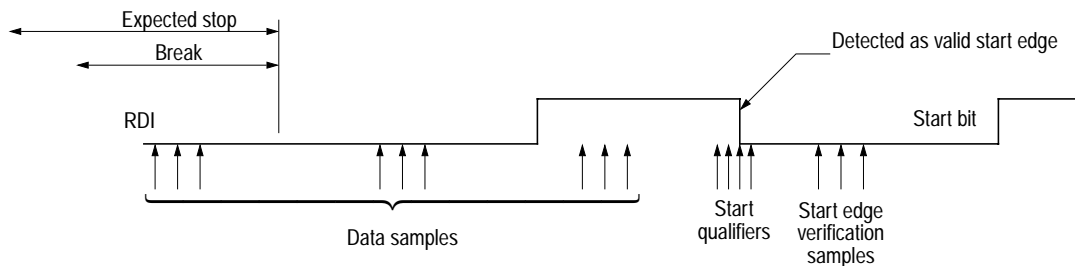 Expected stop
Break
Detected as valid start edge
RDI
Start bit
Data samples
Start
qualifiers
Start edge
verification
samples